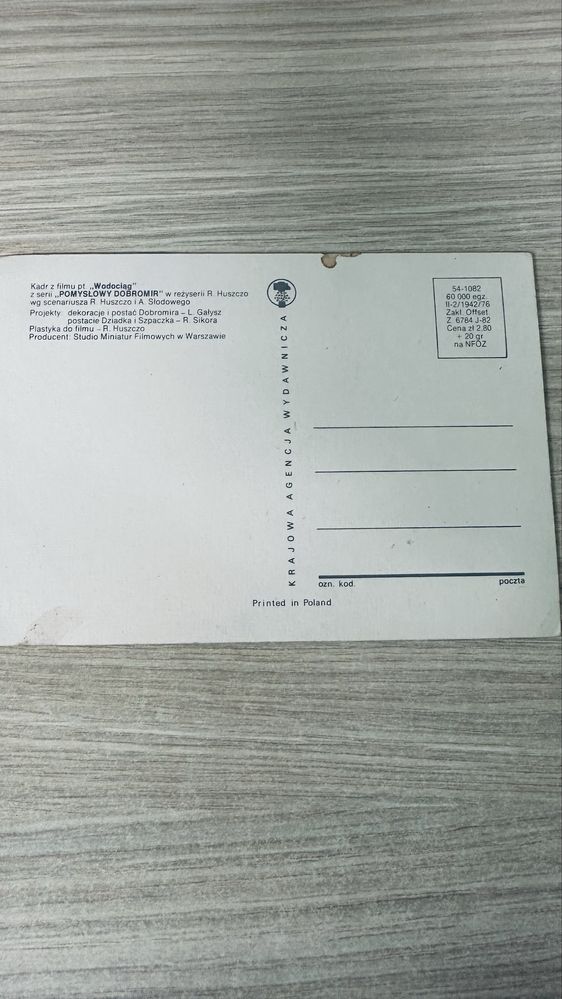 Kadr z filmu pt. „Wodociąg"
z serii „POMYSŁOWY DOBROMIR" w reżyserii R. Huszczo
wg scenariusza R. Huszczo i A. Słodowego
Projekty: dekoracje i postać Dobromira – L. Gałysz
postacie Dziadka i Szpaczka – R. Sikora
Plastyka do filmu – R. Huszczo
Producent: Studio Miniatur Filmowych w Warszawie
KRAJOWA AGENCJA WYDAWNICZA
54-1082
60 000 egz.
II-2/1942/76
Zakł. Offset.
Z. 6784 J-82
Cena zł 2,80
+ 20 gr
na NFOZ
ozn. kod.
poczta
Printed in Poland